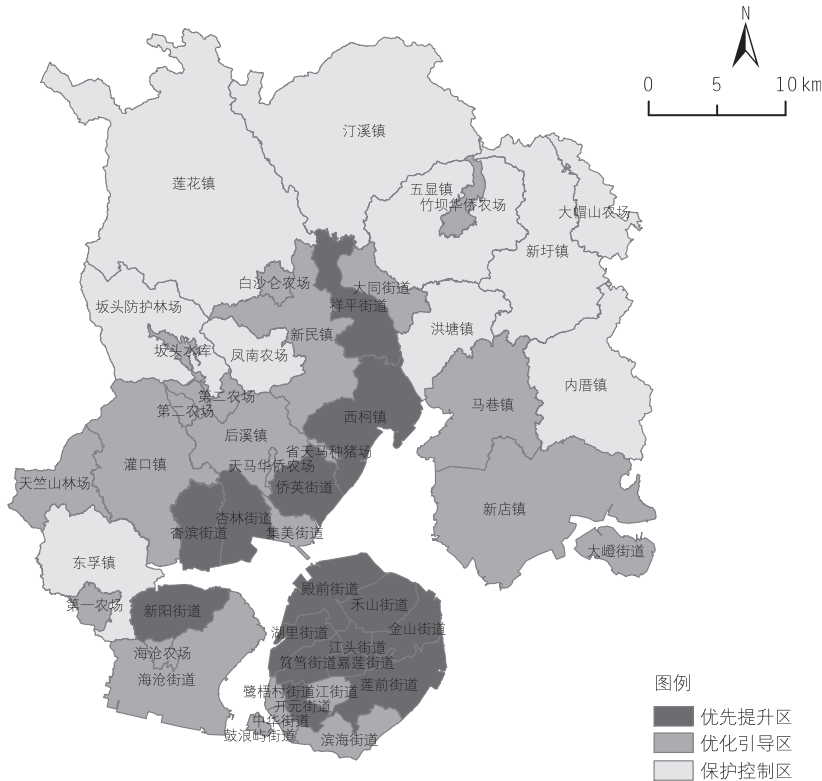 N
0 5 10 km
汀溪镇
莲花镇
五显镇
竹坝华侨农场
大帽山农场
新圩镇
白沙仑农场
大同街道
祥平街道
坂头防护林场
新民镇
洪塘镇
坂头水库
凤南农场
内厝镇
第二农场
第二农场
马巷镇
西柯镇
后溪镇
省天马种猪场
灌口镇
天马华侨农场
天竺山林场
侨英街道
新店镇
杏林街道
杏滨街道
集美街道
大嶝街道
东孚镇
殿前街道
第一农场
新阳街道
禾山街道
湖里街道
金山街道
江头街道
海沧农场
筼筜街道
嘉莲街道
海沧街道
莲前街道
鹭梧村街道江街道
开元街道
中华街道
鼓浪屿街道
滨海街道
图例
优先提升区
优化引导区
保护控制区